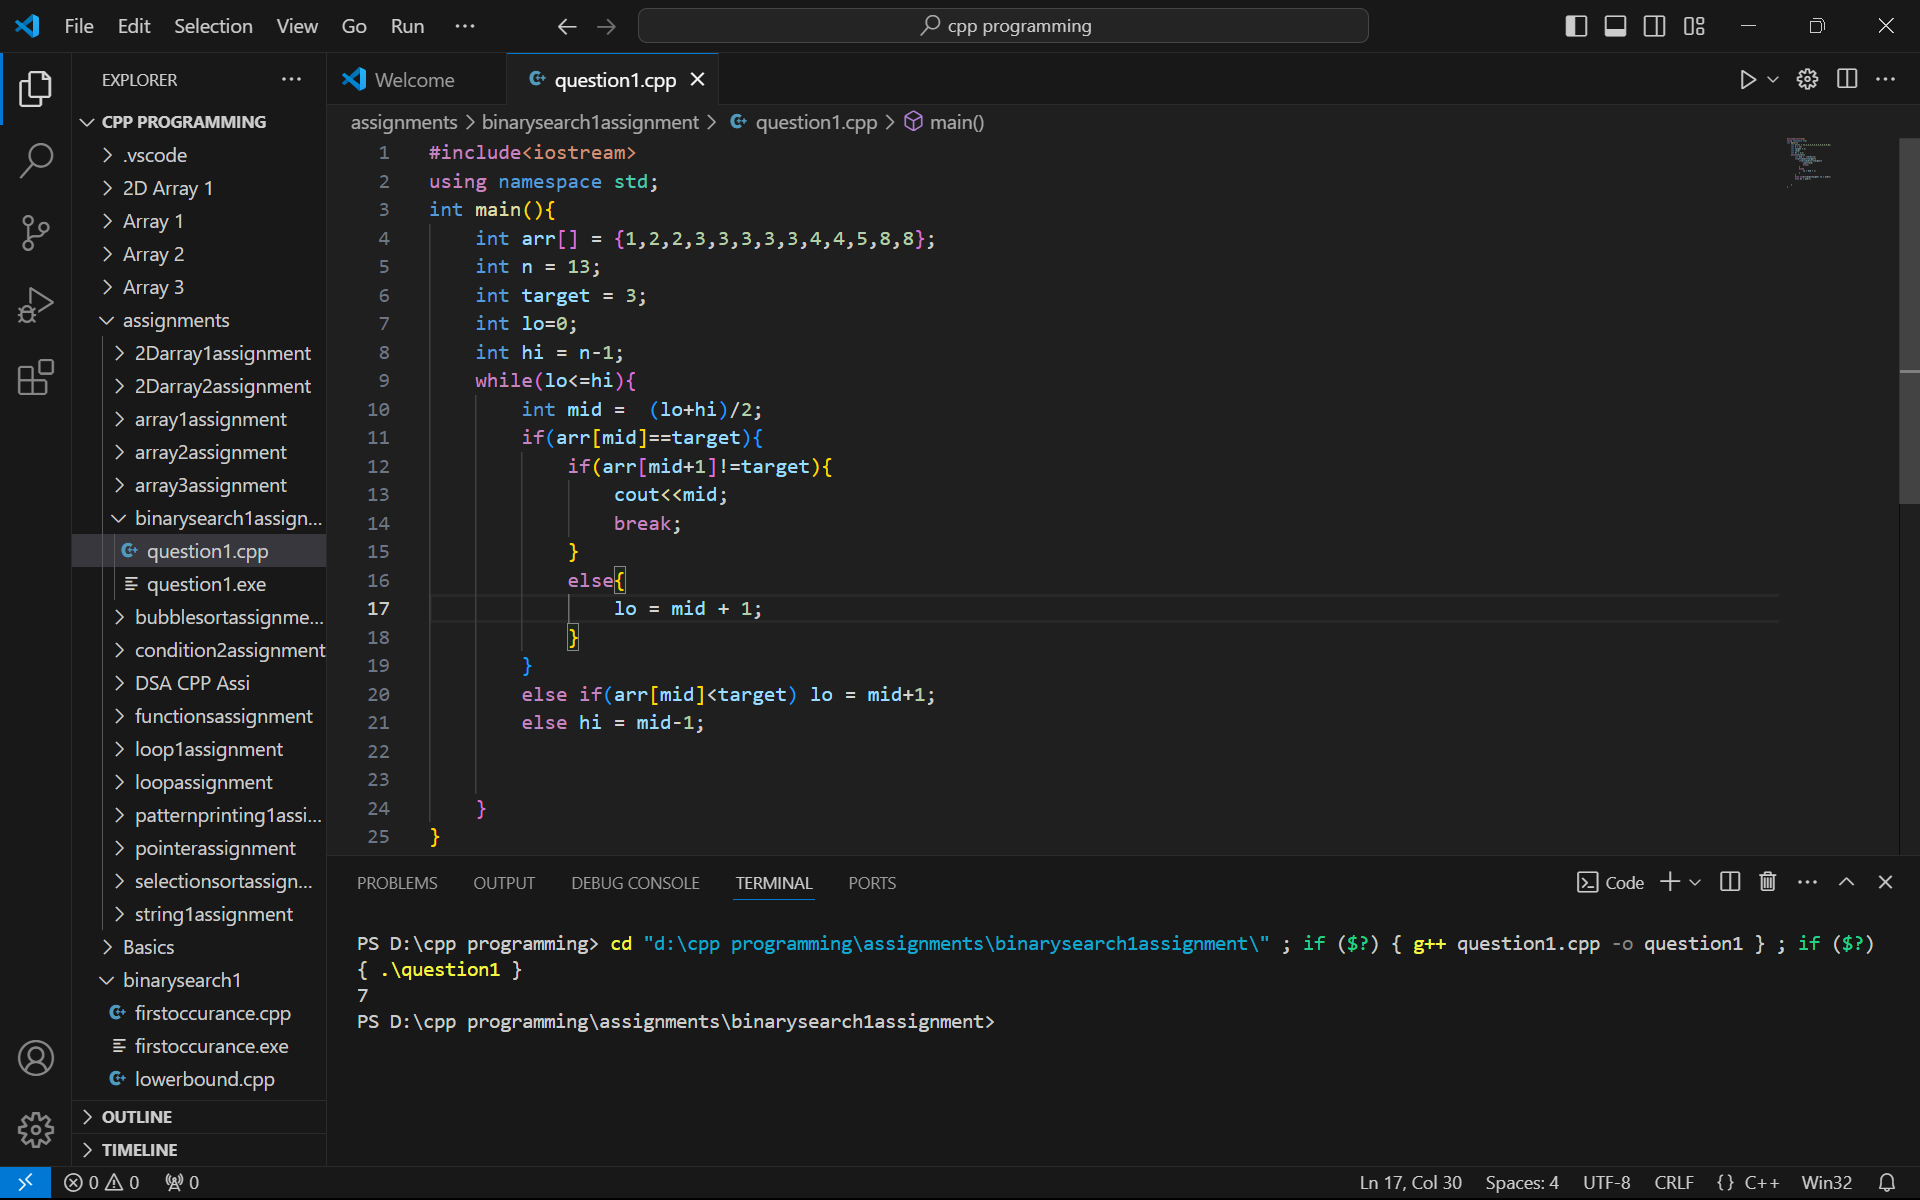 File Edit Selection View Go Run ··· cpp programming
EXPLORER ···
CPP PROGRAMMING
.vscode
2D Array 1
Array 1
Array 2
Array 3
assignments
2Darray1assignment
2Darray2assignment
array1assignment
array2assignment
array3assignment
binarysearch1assign...
question1.cpp
question1.exe
bubblesortassignme...
condition2assignment
DSA CPP Assi
functionsassignment
loop1assignment
loopassignment
patternprinting1assi...
pointerassignment
selectionsortassign...
string1assignment
Basics
binarysearch1
firstoccurance.cpp
firstoccurance.exe
lowerbound.cpp
OUTLINE
TIMELINE
Welcome question1.cpp
assignments > binarysearch1assignment > question1.cpp > main()
1 #include<iostream>
2 using namespace std;
3 int main(){
4 int arr[] = {1,2,2,3,3,3,3,3,4,4,5,8,8};
5 int n = 13;
6 int target = 3;
7 int lo=0;
8 int hi = n-1;
9 while(lo<=hi){
10 int mid =  (lo+hi)/2;
11 if(arr[mid]==target){
12 if(arr[mid+1]!=target){
13 cout<<mid;
14 break;
15 }
16 else{
17 lo = mid + 1;
18 }
19 }
20 else if(arr[mid]<target) lo = mid+1;
21 else hi = mid-1;
22
23
24 }
25 }
PROBLEMS OUTPUT DEBUG CONSOLE TERMINAL PORTS Code
PS D:\cpp programming> cd "d:\cpp programming\assignments\binarysearch1assignment\" ; if ($?) { g++ question1.cpp -o question1 } ; if ($?)
{ .\question1 }
7
PS D:\cpp programming\assignments\binarysearch1assignment>
0 0 0 Ln 17, Col 30 Spaces: 4 UTF-8 CRLF {} C++ Win32